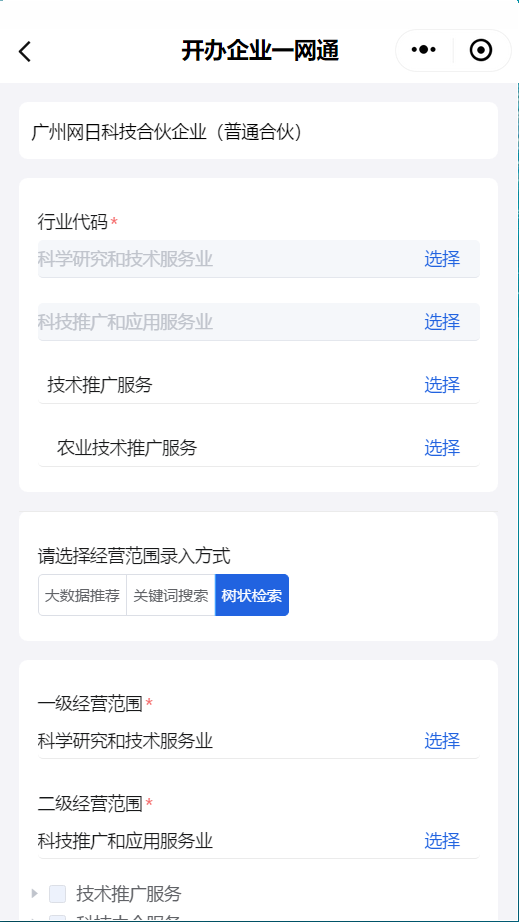 开办企业一网通
广州网日科技合伙企业（普通合伙）
行业代码*
科学研究和技术服务业 选择
科技推广和应用服务业 选择
技术推广服务 选择
农业技术推广服务 选择
请选择经营范围录入方式
大数据推荐 关键词搜索 树状检索
一级经营范围*
科学研究和技术服务业 选择
二级经营范围*
科技推广和应用服务业 选择
技术推广服务